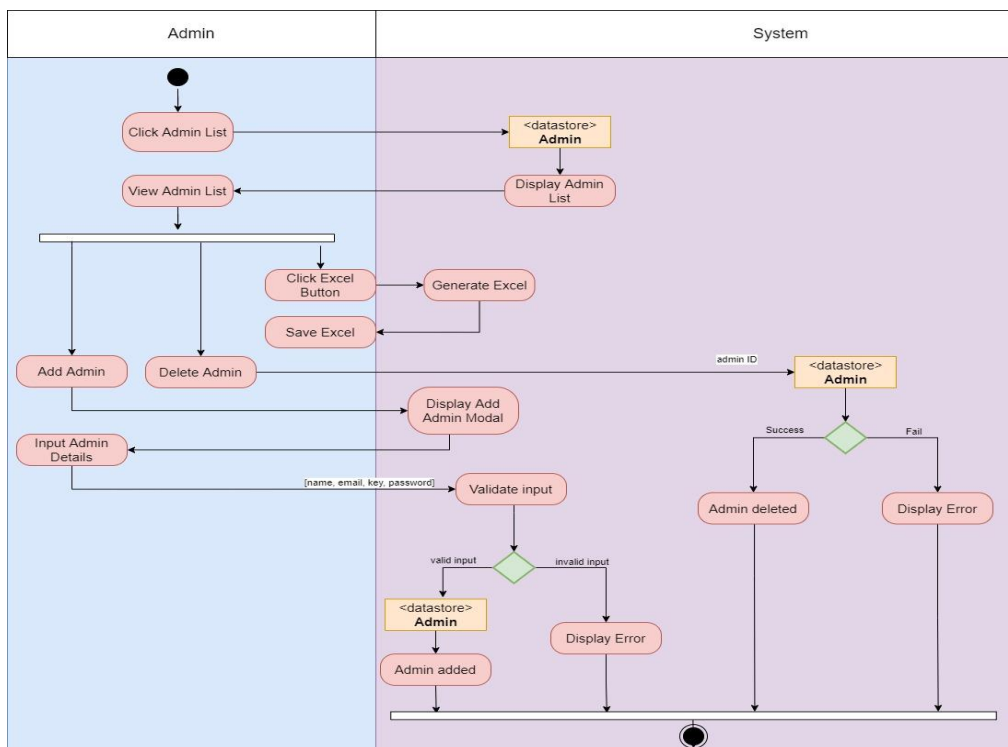 Admin
System
Click Admin List
<datastore>
Admin
View Admin List
Display Admin
List
Click Excel
Button
Generate Excel
Save Excel
Add Admin
Delete Admin
admin ID
<datastore>
Admin
Display Add
Admin Modal
Input Admin
Details
Success
Fail
[name, email, key, password]
Validate input
Admin deleted
Display Error
valid input
invalid input
<datastore>
Admin
Display Error
Admin added